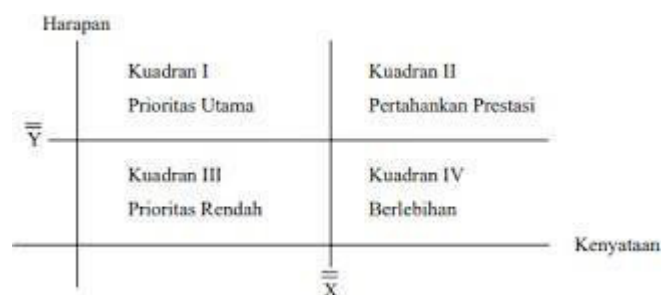 Harapan
Kuadran I
Prioritas Utama
Kuadran II
Pertahankan Prestasi
Y
Kuadran III
Prioritas Rendah
Kuadran IV
Berlebihan
Kenyataan
X